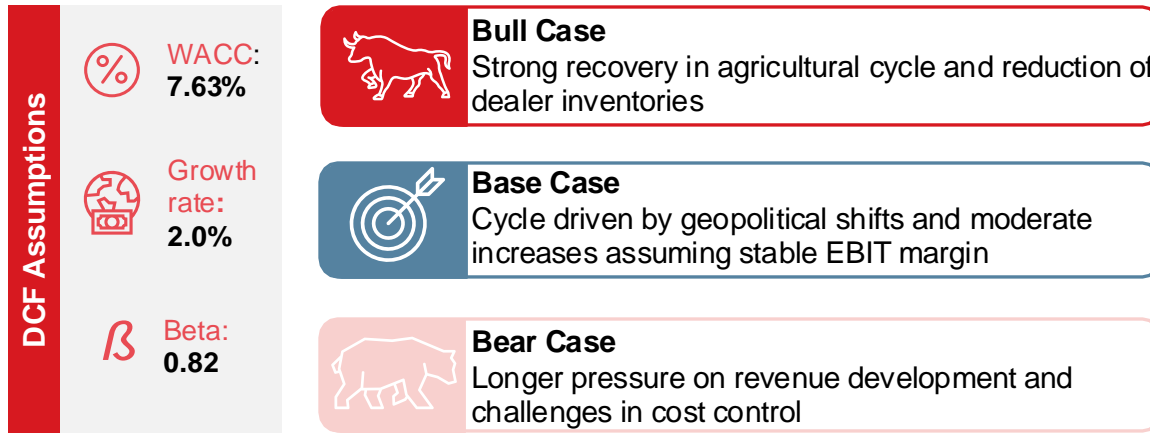 DCF Assumptions
WACC:
7.63%
Growth
rate:
2.0%
ß
Beta:
0.82
Bull Case
Strong recovery in agricultural cycle and reduction of
dealer inventories
Base Case
Cycle driven by geopolitical shifts and moderate
increases assuming stable EBIT margin
Bear Case
Longer pressure on revenue development and
challenges in cost control